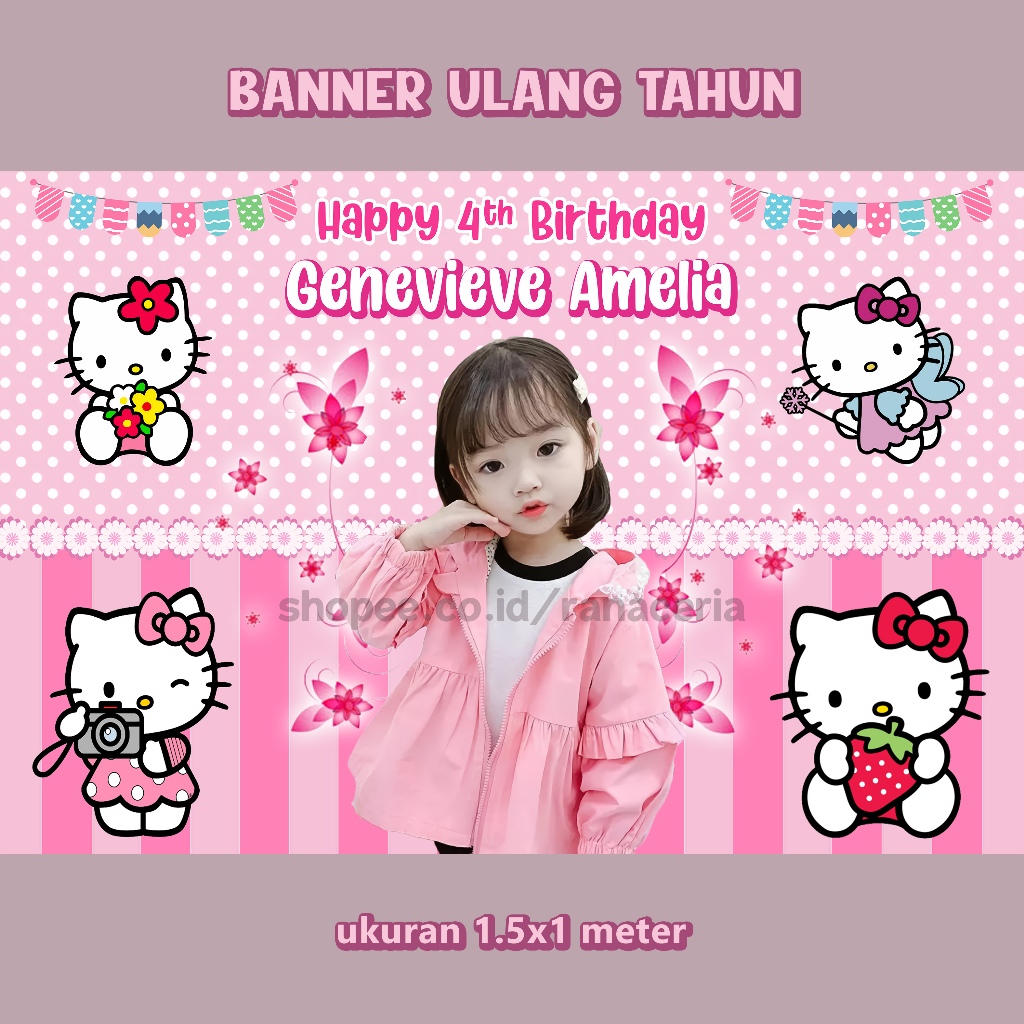 BANNER ULANG TAHUN
Happy 4th Birthday
Genevieve Amelia
shopee.co.id/ranaceria
ukuran 1.5x1 meter